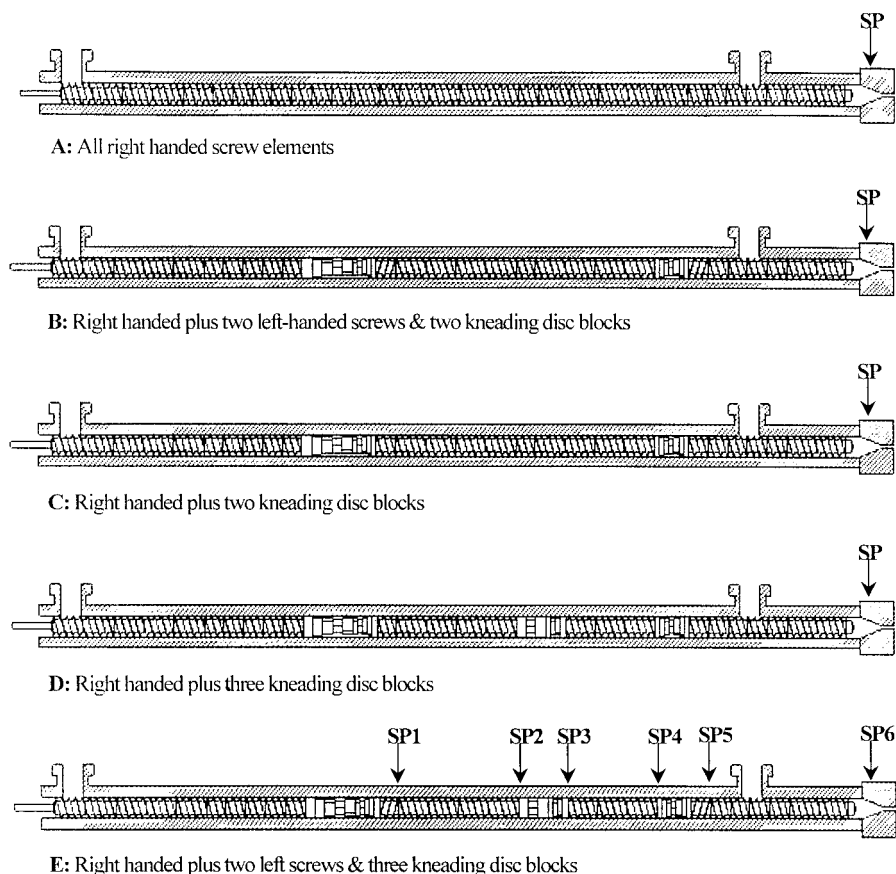 SP
A: All right handed screw elements
SP
B: Right handed plus two left-handed screws & two kneading disc blocks
SP
C: Right handed plus two kneading disc blocks
SP
D: Right handed plus three kneading disc blocks
SP1 SP2 SP3 SP4 SP5 SP6
E: Right handed plus two left screws & three kneading disc blocks